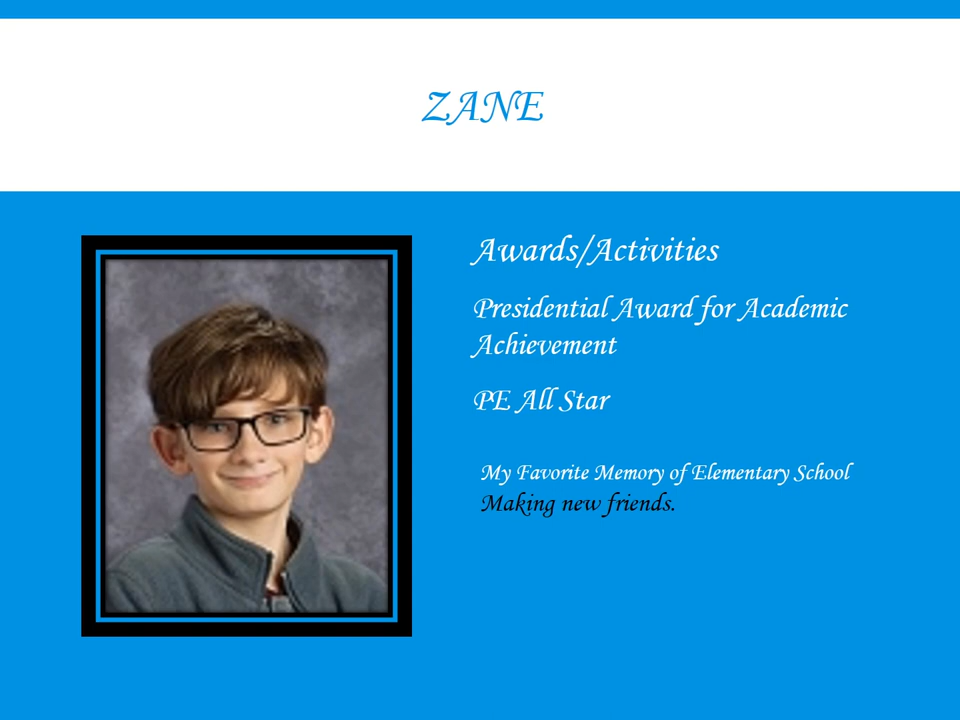 ZANE
Awards/Activities
Presidential Award for Academic
Achievement
PE All Star
My Favorite Memory of Elementary School
Making new friends.